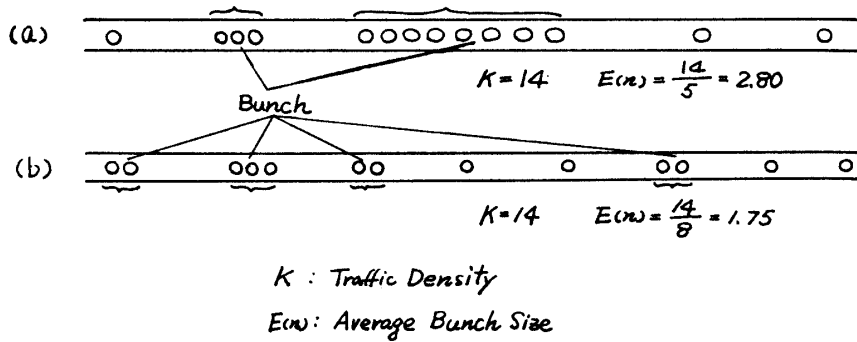 (a)
K=14 E(n)=14/5=2.80
Bunch
(b)
K=14 E(n)=14/8=1.75
K : Traffic Density
E(n): Average Bunch Size